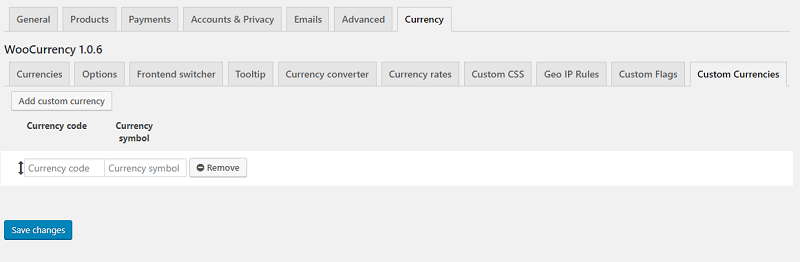 General Products Payments Accounts & Privacy Emails Advanced Currency
WooCurrency 1.0.6
Currencies Options Frontend switcher Tooltip Currency converter Currency rates Custom CSS Geo IP Rules Custom Flags Custom Currencies
Add custom currency
Currency code Currency
symbol
Currency code Currency symbol Remove
Save changes